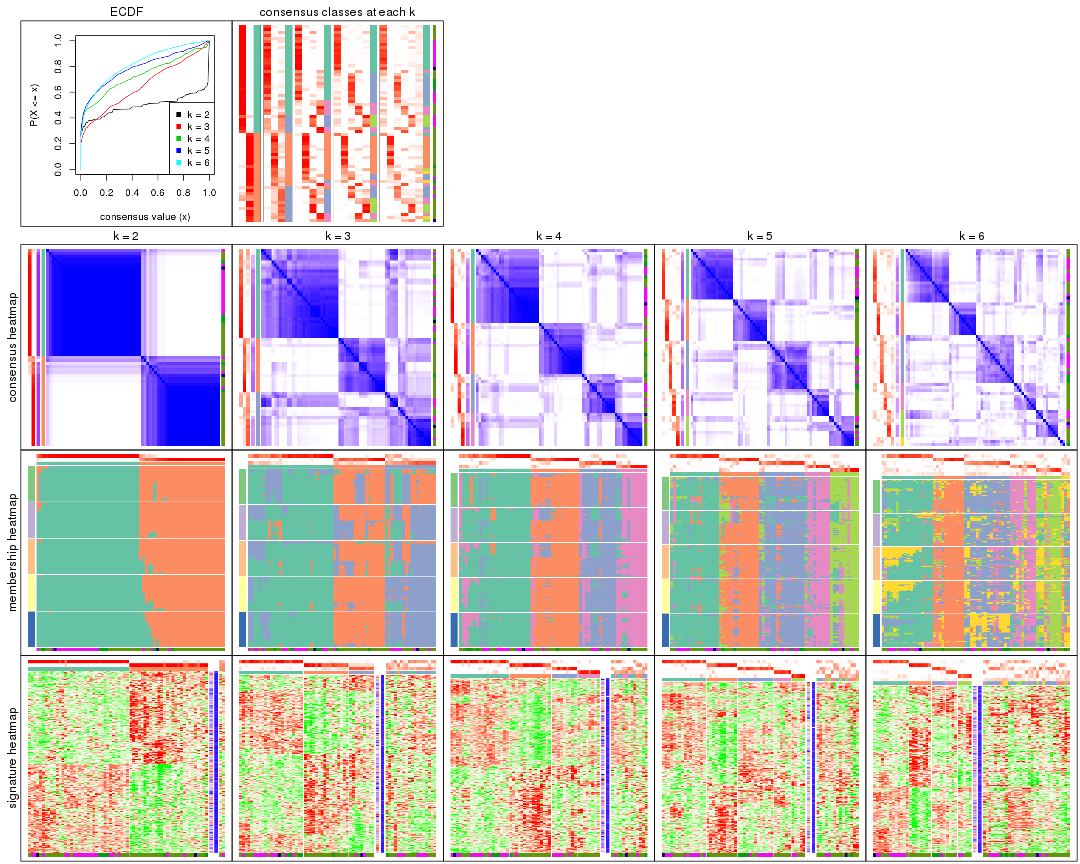 ECDF
consensus classes at each k
P(X <= x)
0.0 0.2 0.4 0.6 0.8 1.0
k = 2
k = 3
k = 4
k = 5
k = 6
0.0 0.2 0.4 0.6 0.8 1.0
consensus value (x)
k = 2 k = 3 k = 4 k = 5 k = 6
consensus heatmap
membership heatmap
signature heatmap